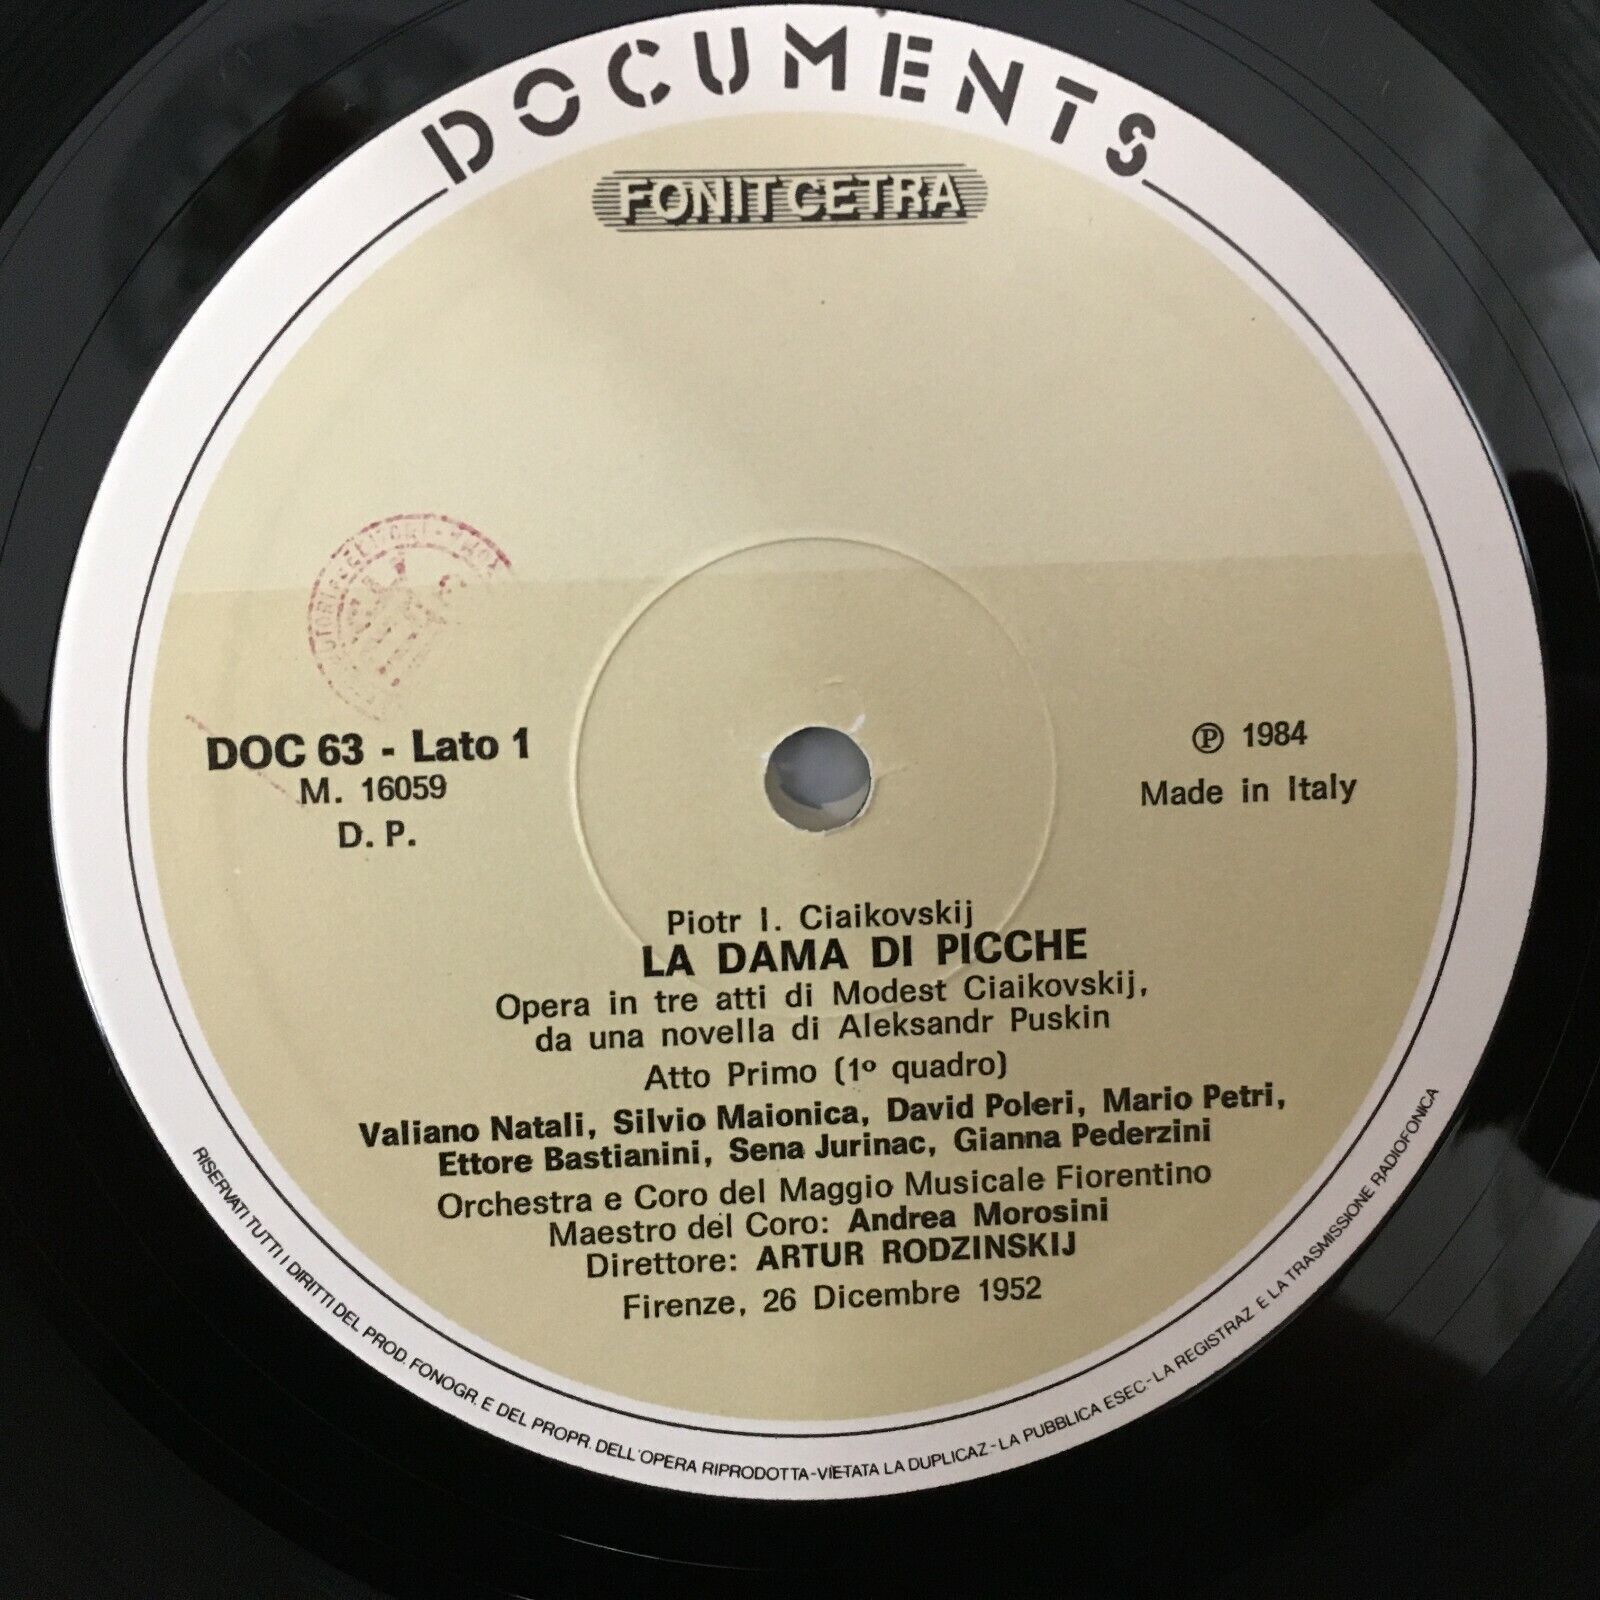 DOCUMENTS
FONIT CETRA
DOC 63 - Lato 1
M. 16059
D. P.
℗ 1984
Made in Italy
Piotr I. Ciaikovskij
LA DAMA DI PICCHE
Opera in tre atti di Modest Ciaikovskij,
da una novella di Aleksandr Puskin
Atto Primo (1º quadro)
Valiano Natali, Silvio Maionica, David Poleri, Mario Petri,
Ettore Bastianini, Sena Jurinac, Gianna Pederzini
Orchestra e Coro del Maggio Musicale Fiorentino
Maestro del Coro: Andrea Morosini
Direttore: ARTUR RODZINSKIJ
Firenze, 26 Dicembre 1952
RISERVATI TUTTI I DIRITTI DEL PROD. FONOGR. E DEL PROPR. DELL'OPERA RIPRODOTTA-VIETATA LA DUPLICAZ-LA PUBBLICA ESEC.-LA REGISTRAZ E LA TRASMISSIONE RADIOFONICA